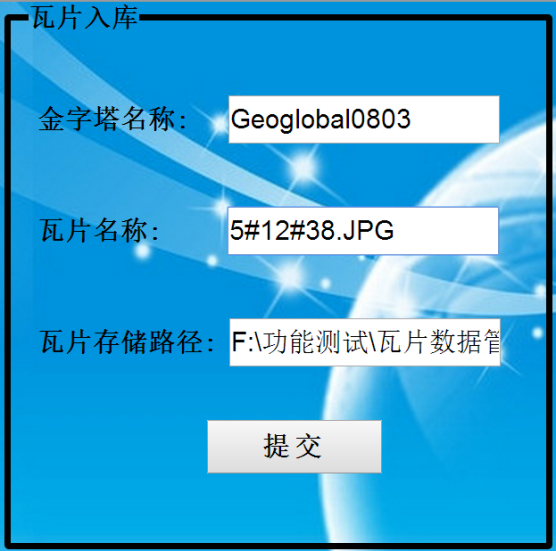 瓦片入库
金字塔名称: Geoglobal0803
瓦片名称: 5#12#38.JPG
瓦片存储路径: F:\功能测试\瓦片数据管
提交